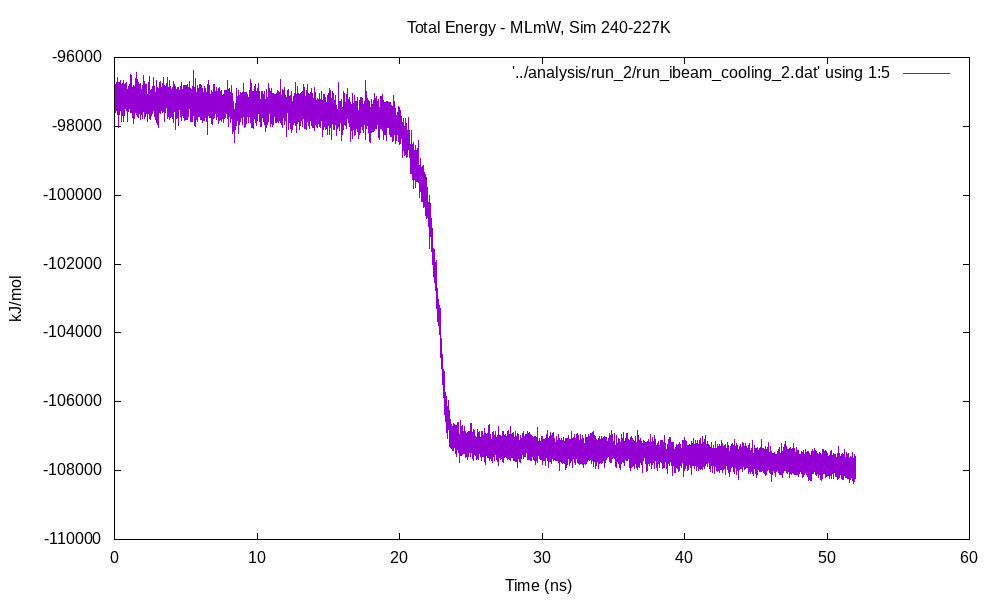 Total Energy - MLmW, Sim 240-227K
'../analysis/run_2/run_ibeam_cooling_2.dat' using 1:5
-96000
-98000
-100000
-102000
-104000
-106000
-108000
-110000
kJ/mol
0 10 20 30 40 50 60
Time (ns)